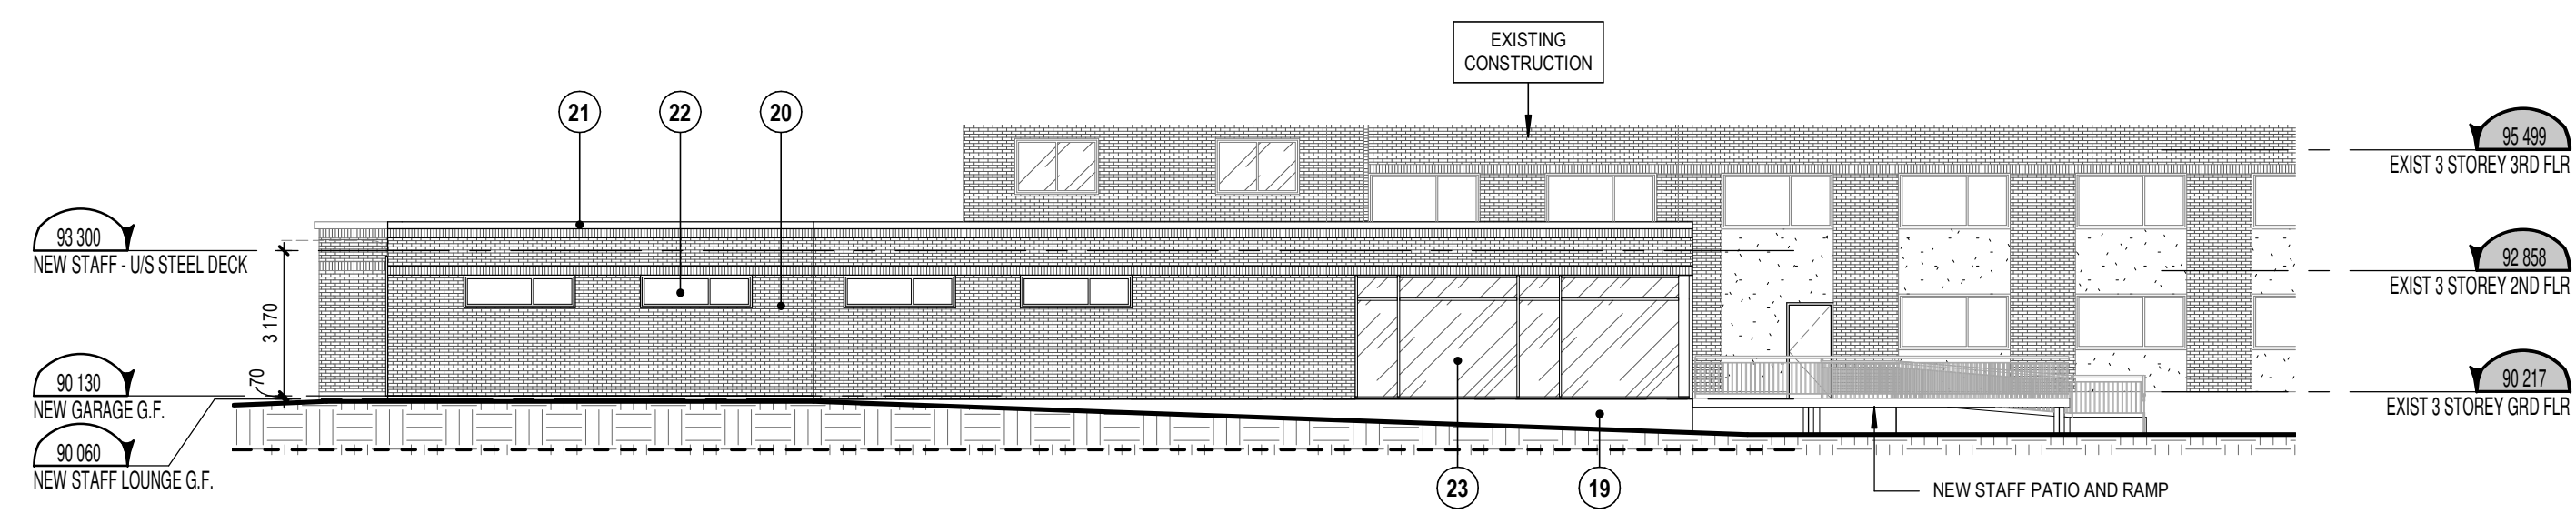 EXISTING
CONSTRUCTION
21
22
20
95 499
EXIST 3 STOREY 3RD FLR
93 300
NEW STAFF - U/S STEEL DECK
92 858
EXIST 3 STOREY 2ND FLR
3 170
70
90 130
NEW GARAGE G.F.
90 217
EXIST 3 STOREY GRD FLR
90 060
NEW STAFF LOUNGE G.F.
23
19
NEW STAFF PATIO AND RAMP